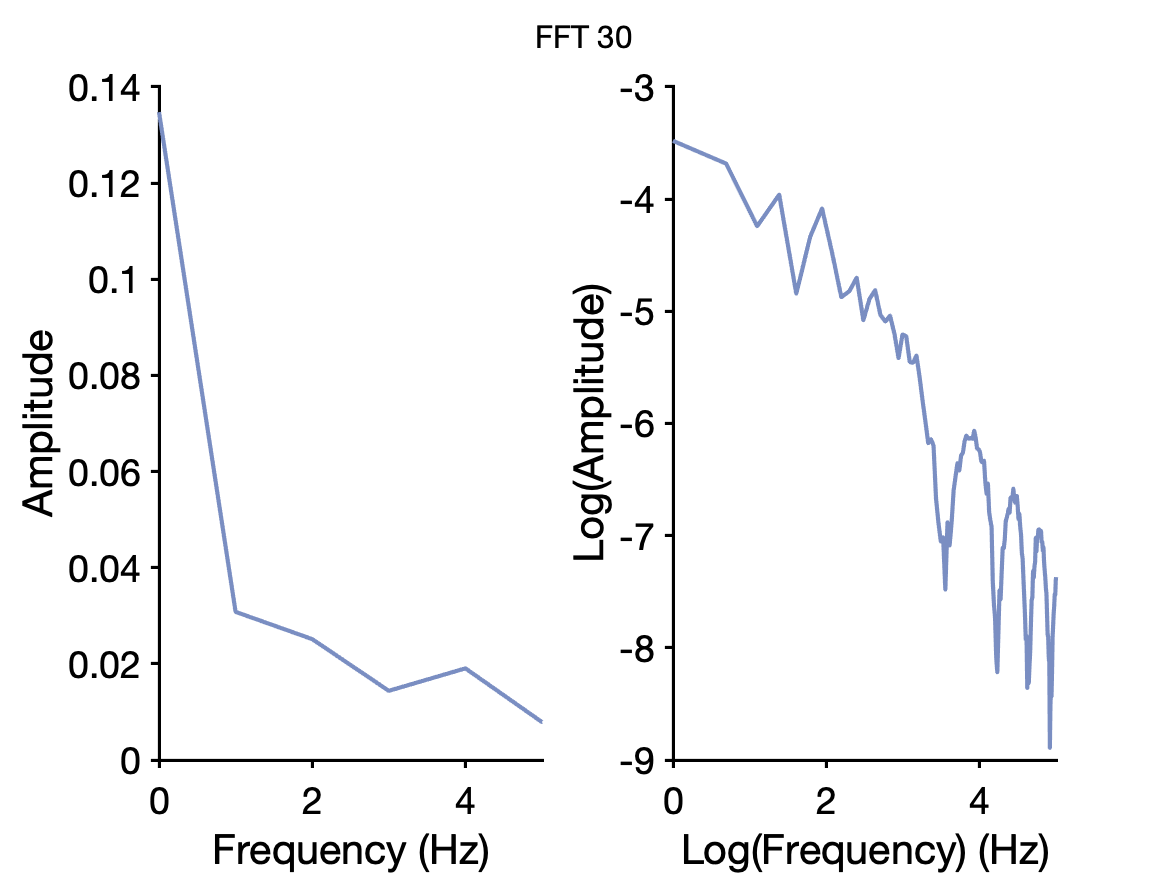 FFT 30
0.14
0.12
0.1
0.08
0.06
0.04
0.02
0
0 2 4
Frequency (Hz)
Amplitude
-3
-4
-5
-6
-7
-8
-9
0 2 4
Log(Frequency) (Hz)
Log(Amplitude)